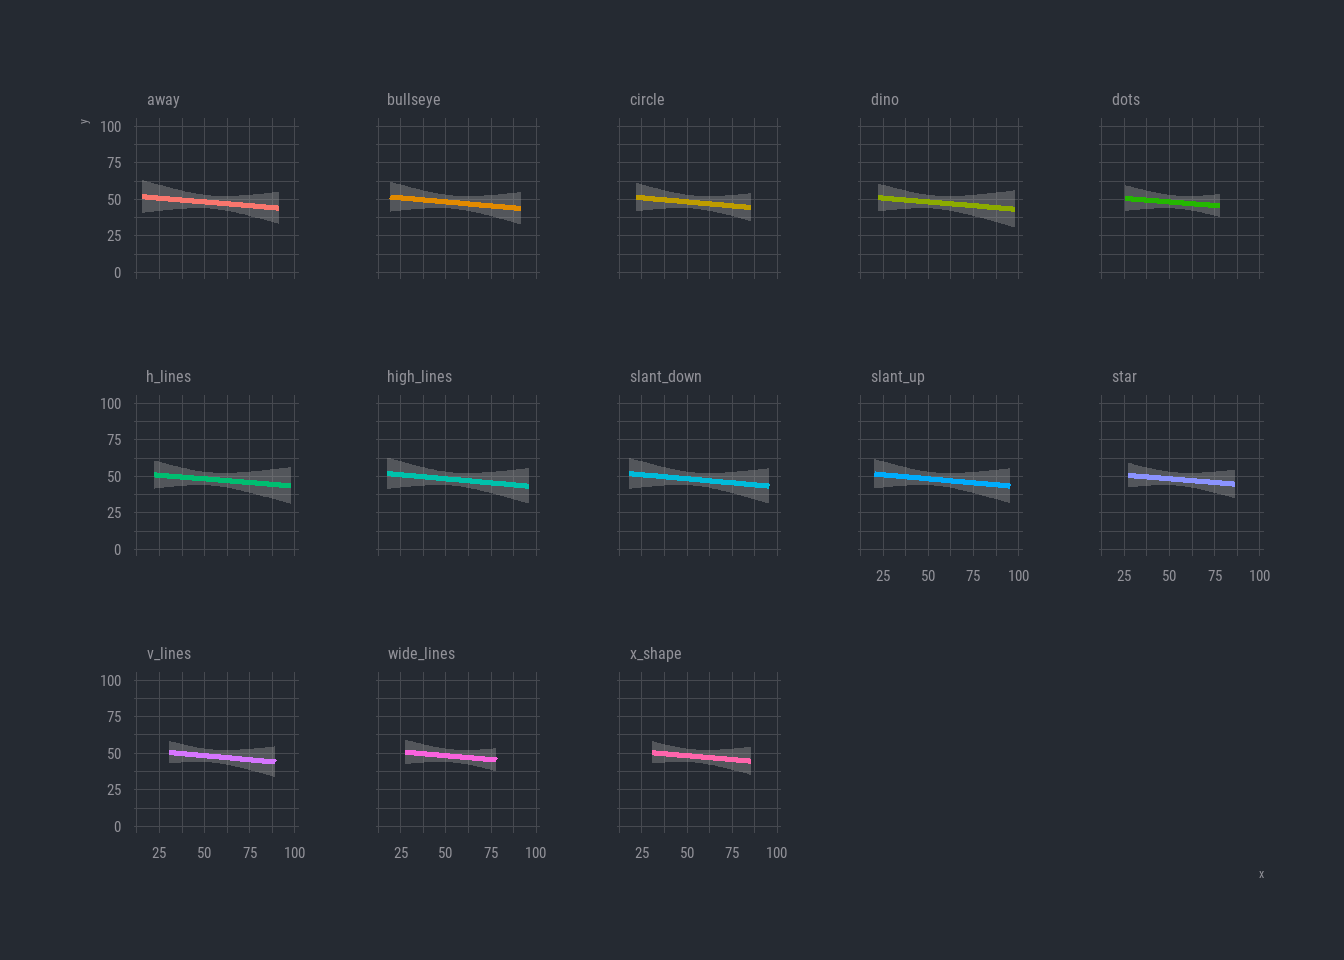 away bullseye circle dino dots
y
100
75
50
25
0
h_lines high_lines slant_down slant_up star
100
75
50
25
0
25 50 75 100 25 50 75 100
v_lines wide_lines x_shape
100
75
50
25
0
25 50 75 100 25 50 75 100 25 50 75 100
x